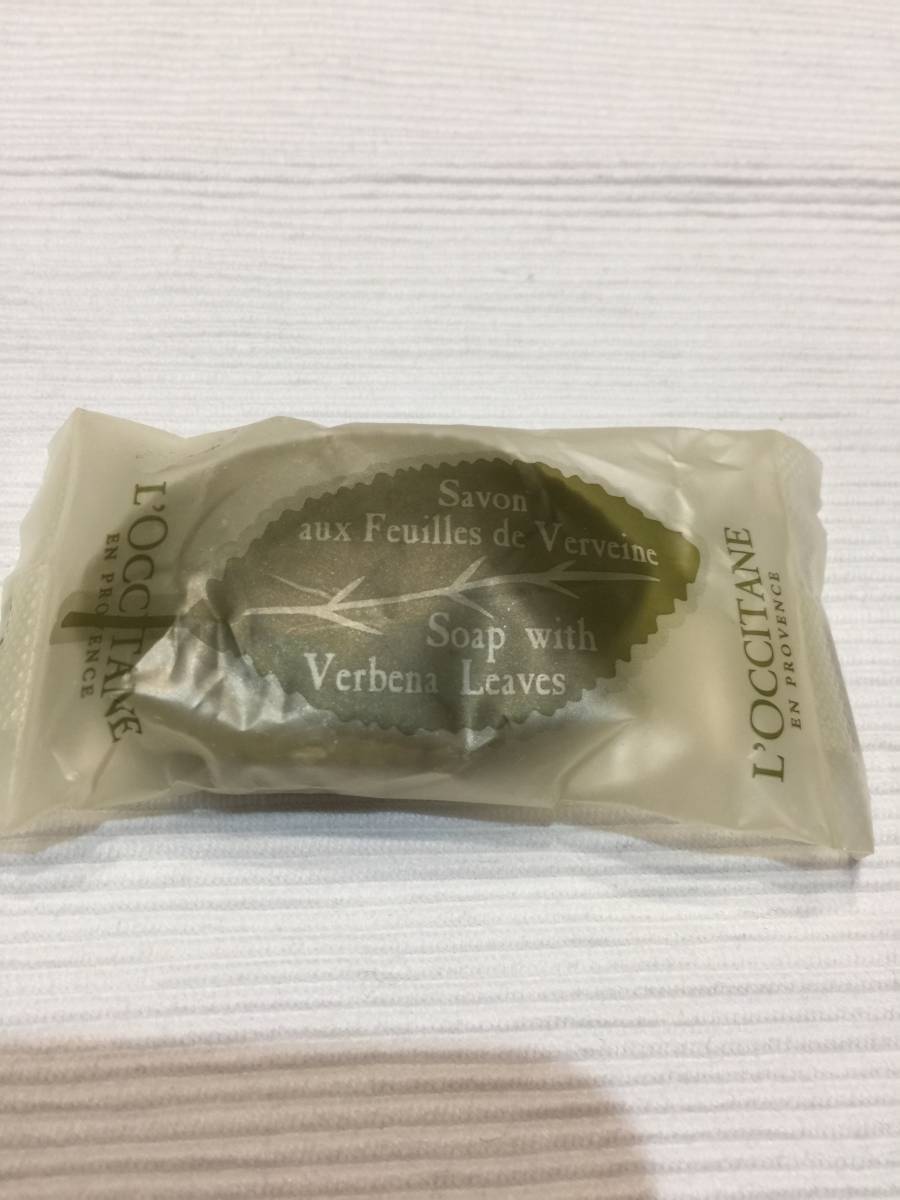 L'OCCITANE
EN PROVENCE
Savon
aux Feuilles de Verveine
Soap with
Verbena Leaves
L'OCCITANE
EN PROVENCE